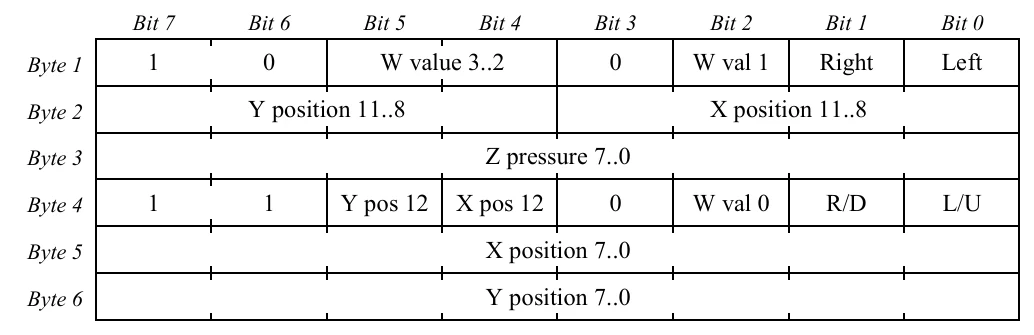 Bit 7 Bit 6 Bit 5 Bit 4 Bit 3 Bit 2 Bit 1 Bit 0
Byte 1 1 0 W value 3..2 0 W val 1 Right Left
Byte 2 Y position 11..8 X position 11..8
Byte 3 Z pressure 7..0
Byte 4 1 1 Y pos 12 X pos 12 0 W val 0 R/D L/U
Byte 5 X position 7..0
Byte 6 Y position 7..0